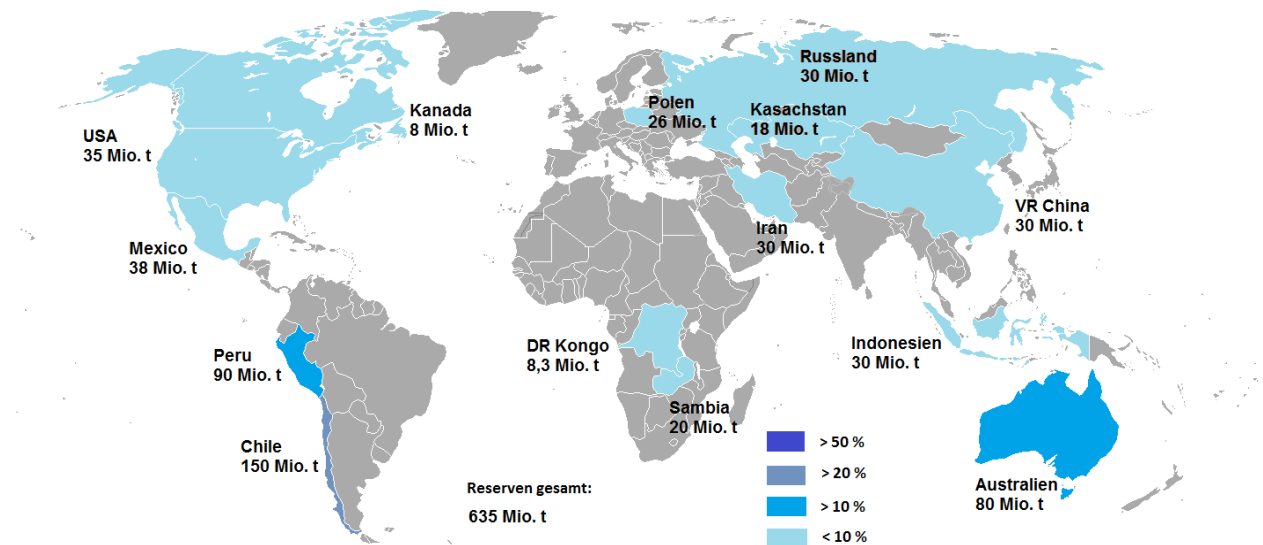 Russland
30 Mio. t
Kanada
8 Mio. t
Polen
26 Mio. t
Kasachstan
18 Mio. t
USA
35 Mio. t
VR China
30 Mio. t
Iran
30 Mio. t
Mexico
38 Mio. t
Indonesien
30 Mio. t
DR Kongo
8,3 Mio. t
Peru
90 Mio. t
Sambia
20 Mio. t
Chile
150 Mio. t
Australien
80 Mio. t
Reserven gesamt:
635 Mio. t
> 50 %
> 20 %
> 10 %
< 10 %